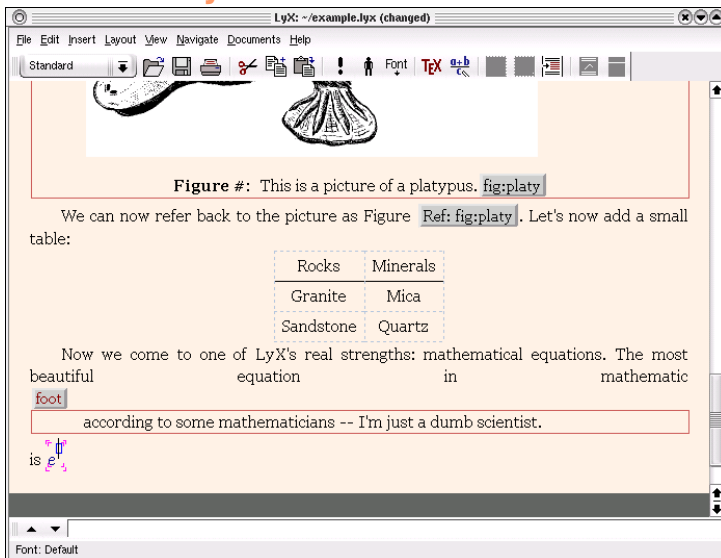 LyX: ~/example.lyx (changed)
File Edit Insert Layout View Navigate Documents Help
Standard Font TEX a+b c
Figure #: This is a picture of a platypus. fig:platy
We can now refer back to the picture as Figure Ref: fig:platy. Let's now add a small
table:
Rocks Minerals
Granite Mica
Sandstone Quartz
Now we come to one of LyX's real strengths: mathematical equations. The most
beautiful equation in mathematic
foot
according to some mathematicians -- I'm just a dumb scientist.
is e
Font: Default